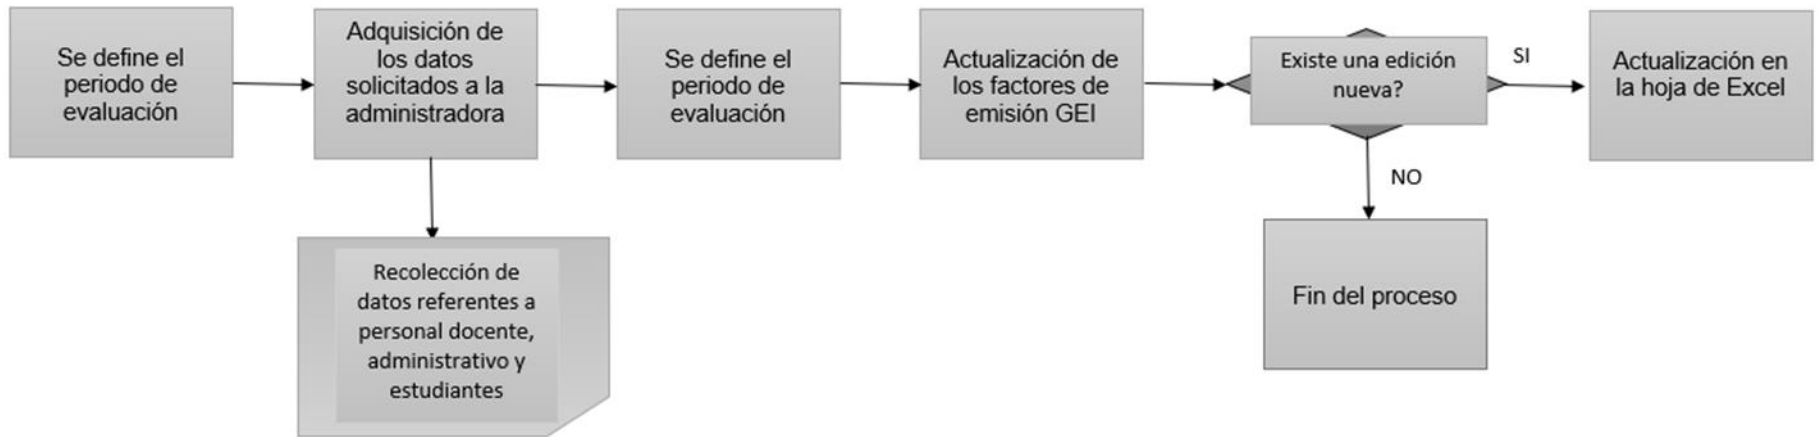 Se define el
periodo de
evaluación
Adquisición de
los datos
solicitados a la
administradora
Se define el
periodo de
evaluación
Actualización de
los factores de
emisión GEI
Existe una edición
nueva?
SI
Actualización en
la hoja de Excel
NO
Recolección de
datos referentes a
personal docente,
administrativo y
estudiantes
Fin del proceso